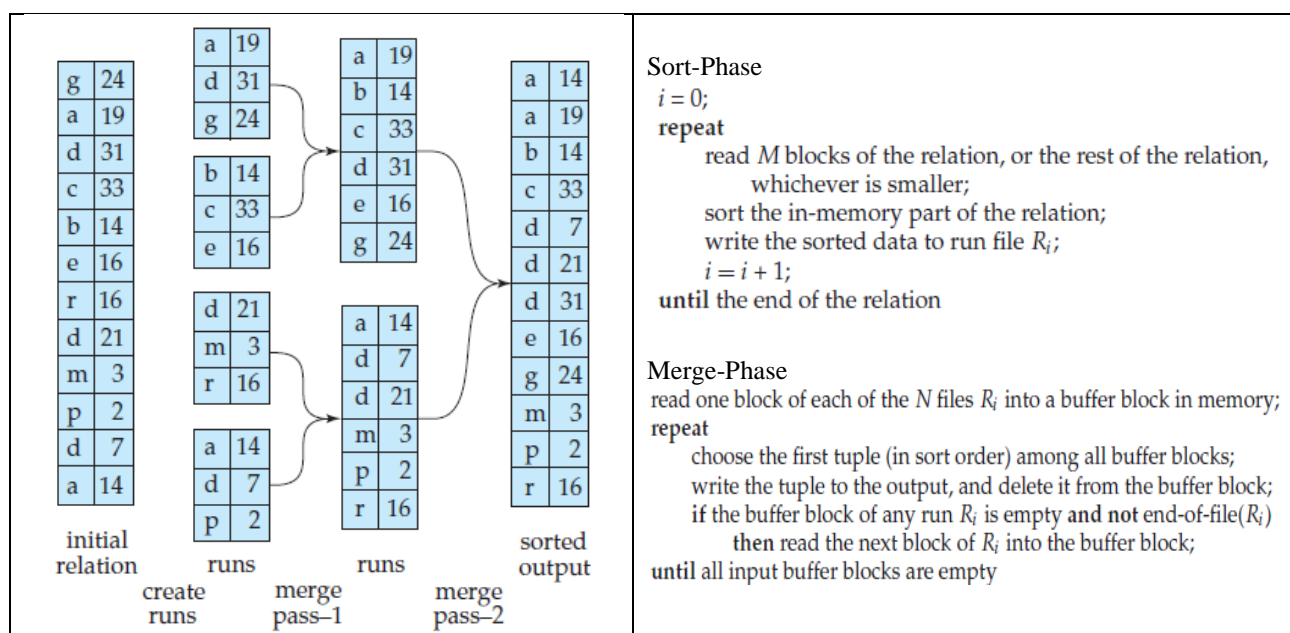 g 24
a 19
d 31
c 33
b 14
e 16
r 16
d 21
m 3
p 2
d 7
a 14
initial
relation
create
runs
a 19
d 31
g 24
b 14
c 33
e 16
d 21
m 3
r 16
a 14
d 7
p 2
runs
merge
pass–1
a 19
b 14
c 33
d 31
e 16
g 24
a 14
d 7
d 21
m 3
p 2
r 16
runs
merge
pass–2
a 14
a 19
b 14
c 33
d 7
d 21
d 31
e 16
g 24
m 3
p 2
r 16
sorted
output
Sort-Phase
i = 0;
repeat
read M blocks of the relation, or the rest of the relation,
whichever is smaller;
sort the in-memory part of the relation;
write the sorted data to run file Ri;
i = i + 1;
until the end of the relation
Merge-Phase
read one block of each of the N files Ri into a buffer block in memory;
repeat
choose the first tuple (in sort order) among all buffer blocks;
write the tuple to the output, and delete it from the buffer block;
if the buffer block of any run Ri is empty and not end-of-file(Ri)
then read the next block of Ri into the buffer block;
until all input buffer blocks are empty